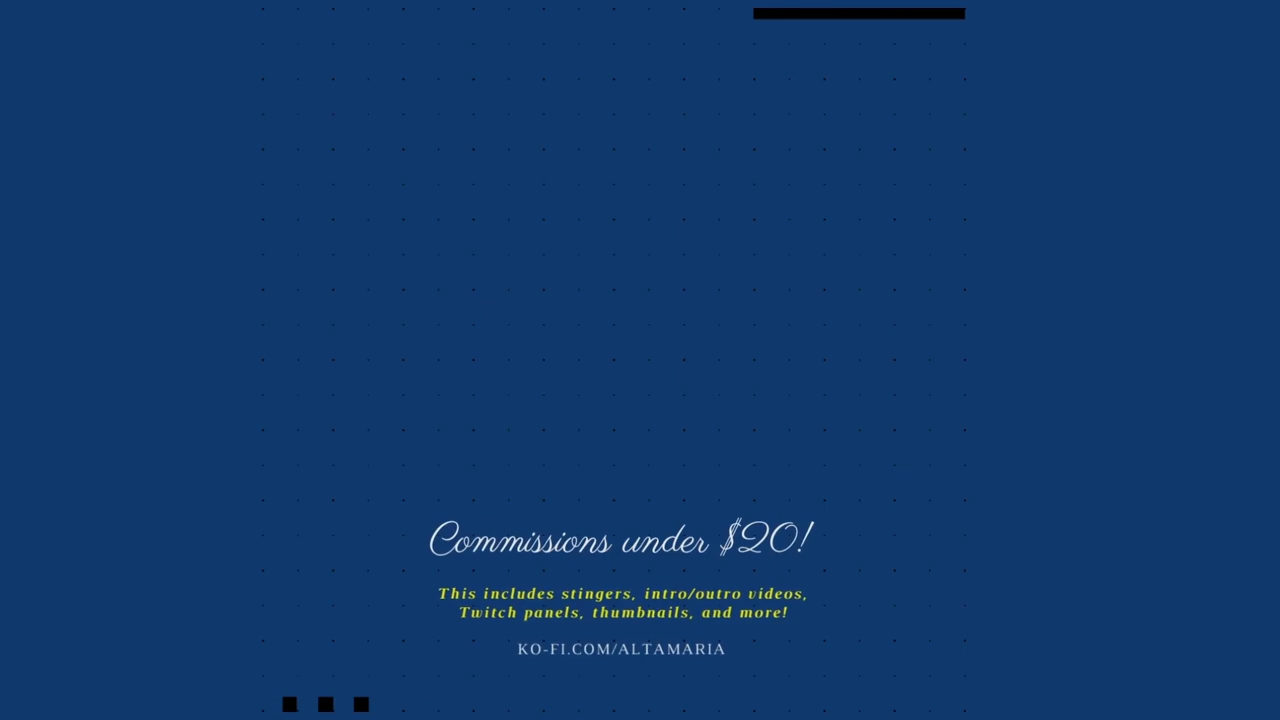 Commissions under $20!
This includes stingers, intro/outro videos,
Twitch panels, thumbnails, and more!
KO-FI.COM/ALTAMARIA